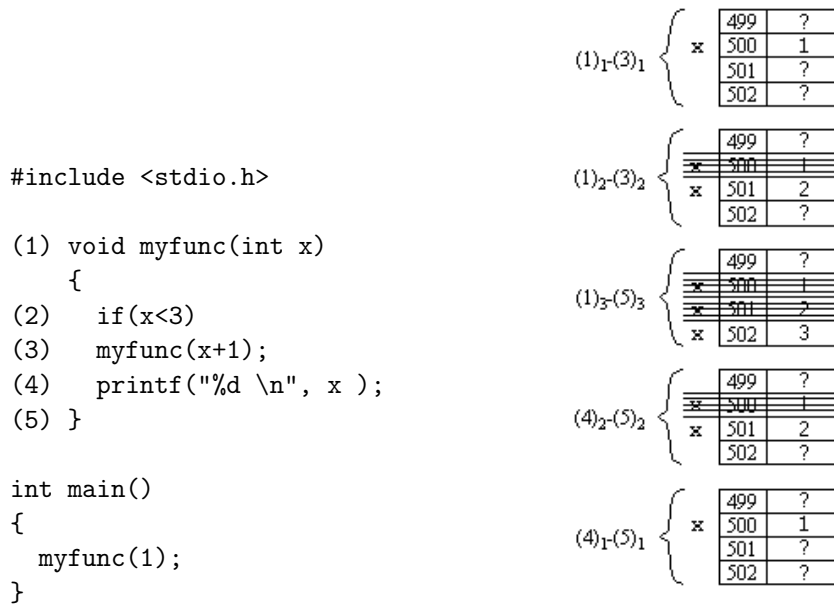 #include <stdio.h>
(1) void myfunc(int x)
{
(2) if(x<3)
(3) myfunc(x+1);
(4) printf("%d \n", x );
(5) }
int main()
{
myfunc(1);
}
(1)₁-(3)₁
499 ?
x 500 1
501 ?
502 ?
(1)₂-(3)₂
499 ?
x 500 1
x 501 2
502 ?
(1)₃-(5)₃
499 ?
x 500 1
x 501 2
x 502 3
(4)₂-(5)₂
499 ?
x 500 1
x 501 2
502 ?
(4)₁-(5)₁
499 ?
x 500 1
501 ?
502 ?